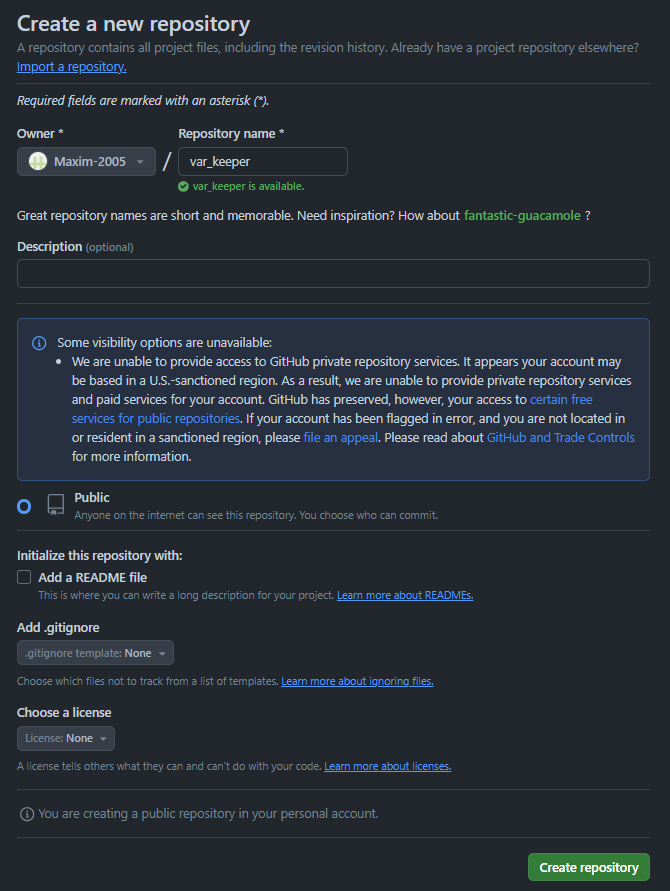 Create a new repository
A repository contains all project files, including the revision history. Already have a project repository elsewhere?
Import a repository.
Required fields are marked with an asterisk (*).
Owner *
Repository name *
Maxim-2005
/
var_keeper
var_keeper is available.
Great repository names are short and memorable. Need inspiration? How about fantastic-guacamole ?
Description (optional)
Some visibility options are unavailable:
• We are unable to provide access to GitHub private repository services. It appears your account may
be based in a U.S.-sanctioned region. As a result, we are unable to provide private repository services
and paid services for your account. GitHub has preserved, however, your access to certain free
services for public repositories. If your account has been flagged in error, and you are not located in
or resident in a sanctioned region, please file an appeal. Please read about GitHub and Trade Controls
for more information.
Public
Anyone on the internet can see this repository. You choose who can commit.
Initialize this repository with:
Add a README file
This is where you can write a long description for your project. Learn more about READMEs.
Add .gitignore
.gitignore template: None
Choose which files not to track from a list of templates. Learn more about ignoring files.
Choose a license
License: None
A license tells others what they can and can't do with your code. Learn more about licenses.
You are creating a public repository in your personal account.
Create repository